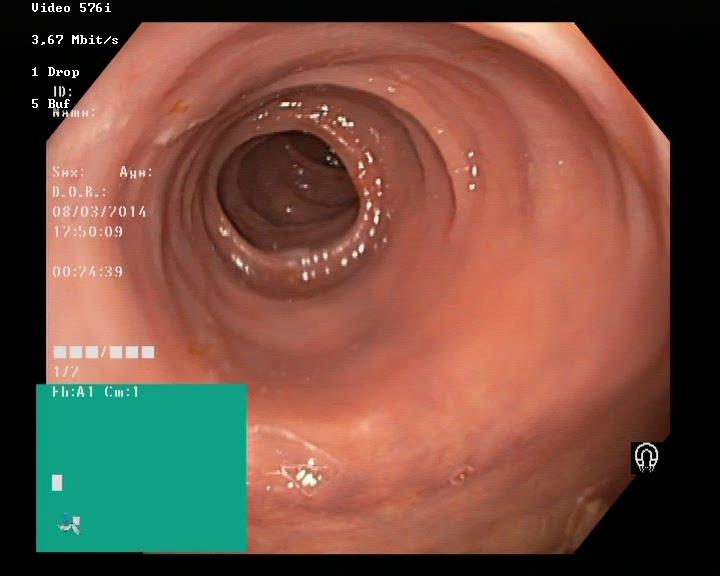 Video 576i
3,67 Mbit/s
1 Drop
ID:
5 Buf
Name:
Sex: Age:
D.O.B.:
08/03/2014
17:50:09
00:24:39
/
1/2
Eh:A1 Cm:1